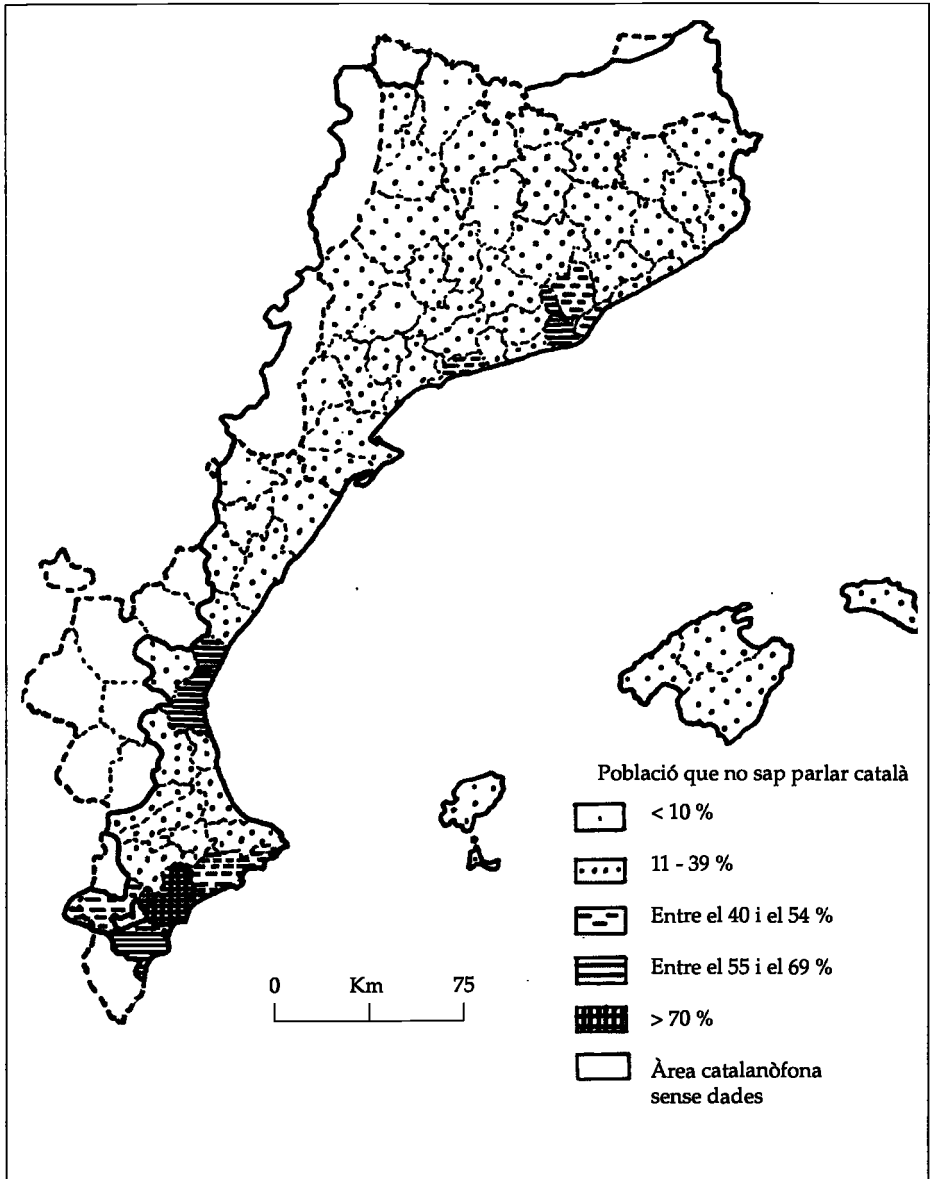 Població que no sap parlar català
< 10 %
11 - 39 %
Entre el 40 i el 54 %
Entre el 55 i el 69 %
> 70 %
Àrea catalanòfona
sense dades
0 Km 75